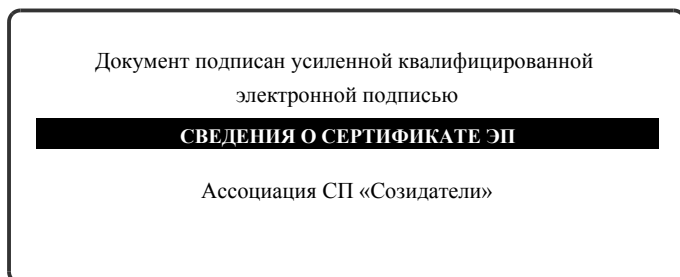 Документ подписан усиленной квалифицированной
электронной подписью
СВЕДЕНИЯ О СЕРТИФИКАТЕ ЭП
Ассоциация СП «Созидатели»